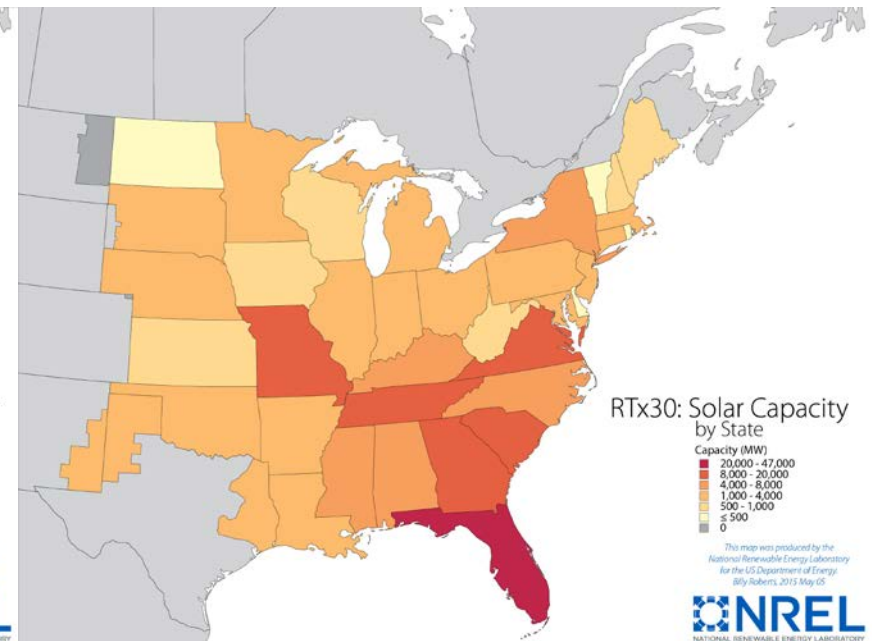 RTx30: Solar Capacity
by State
Capacity (MW)
20,000 - 47,000
8,000 - 20,000
4,000 - 8,000
1,000 - 4,000
500 - 1,000
≤ 500
0
This map was produced by the
National Renewable Energy Laboratory
for the US Department of Energy.
Billy Roberts, 2015 May 05
NREL
NATIONAL RENEWABLE ENERGY LABORATORY